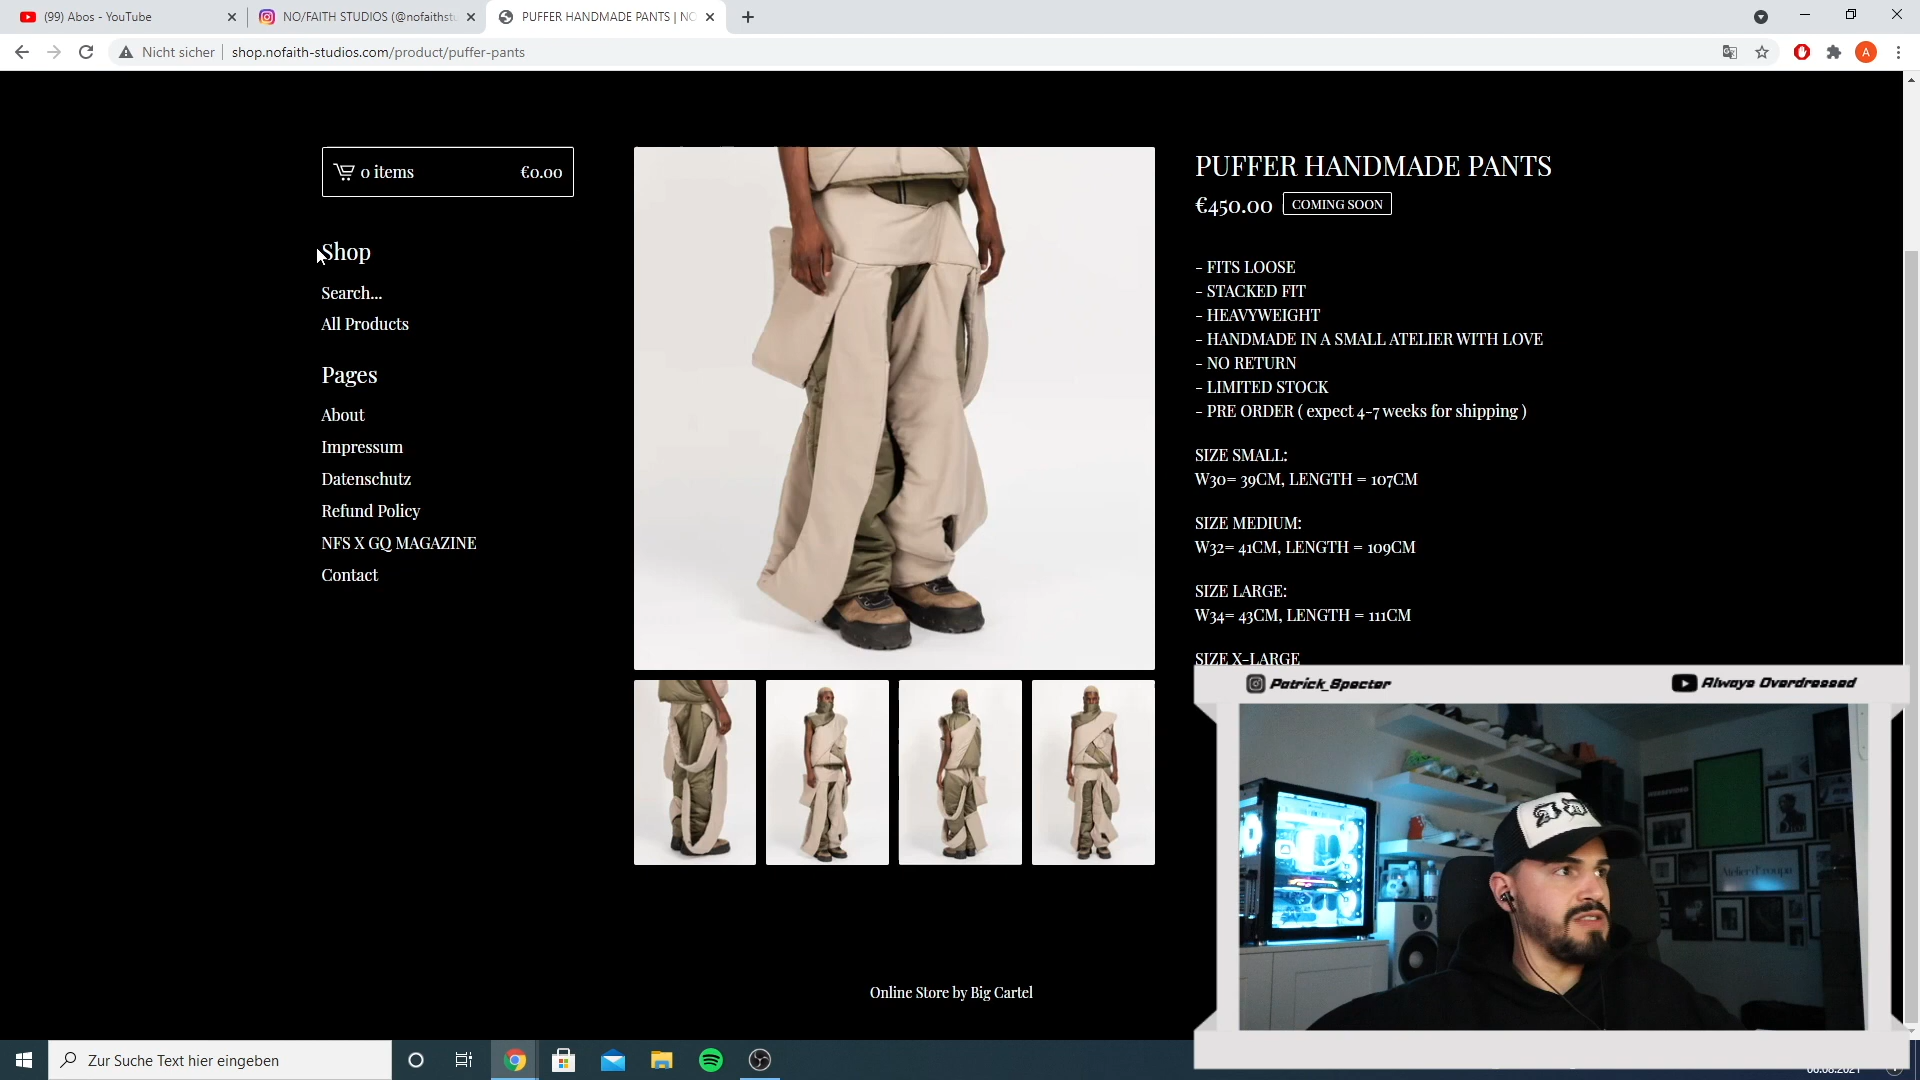 (99) Abos - YouTube
NO/FAITH STUDIOS (@nofaithst
PUFFER HANDMADE PANTS | NO
Nicht sicher
shop.nofaith-studios.com/product/puffer-pants
A
0 items
€0.00
Shop
Search...
All Products
Pages
About
Impressum
Datenschutz
Refund Policy
NFS X GQ MAGAZINE
Contact
PUFFER HANDMADE PANTS
€450.00
COMING SOON
- FITS LOOSE
- STACKED FIT
- HEAVYWEIGHT
- HANDMADE IN A SMALL ATELIER WITH LOVE
- NO RETURN
- LIMITED STOCK
- PRE ORDER ( expect 4-7 weeks for shipping )
SIZE SMALL:
W30= 39CM, LENGTH = 107CM
SIZE MEDIUM:
W32= 41CM, LENGTH = 109CM
SIZE LARGE:
W34= 43CM, LENGTH = 111CM
SIZE X-LARGE
Patrick_Specter
Always Overdressed
Online Store by Big Cartel
Zur Suche Text hier eingeben